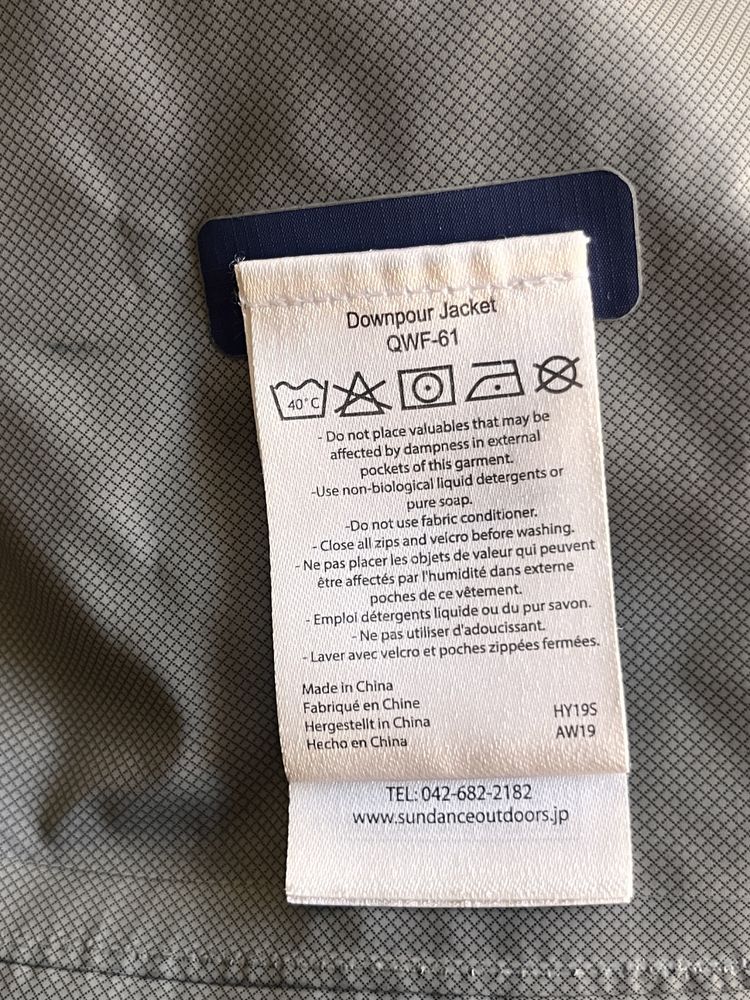 Downpour Jacket
QWF-61
40°C
- Do not place valuables that may be
affected by dampness in external
pockets of this garment.
-Use non-biological liquid detergents or
pure soap.
-Do not use fabric conditioner.
- Close all zips and velcro before washing.
- Ne pas placer les objets de valeur qui peuvent
être affectés par l'humidité dans externe
poches de ce vêtement.
- Emploi détergents liquide ou du pur savon.
- Ne pas utiliser d'adoucissant.
- Laver avec velcro et poches zippées fermées.
Made in China
Fabriqué en Chine
Hergestellt in China
Hecho en China
HY19S
AW19
TEL: 042-682-2182
www.sundanceoutdoors.jp